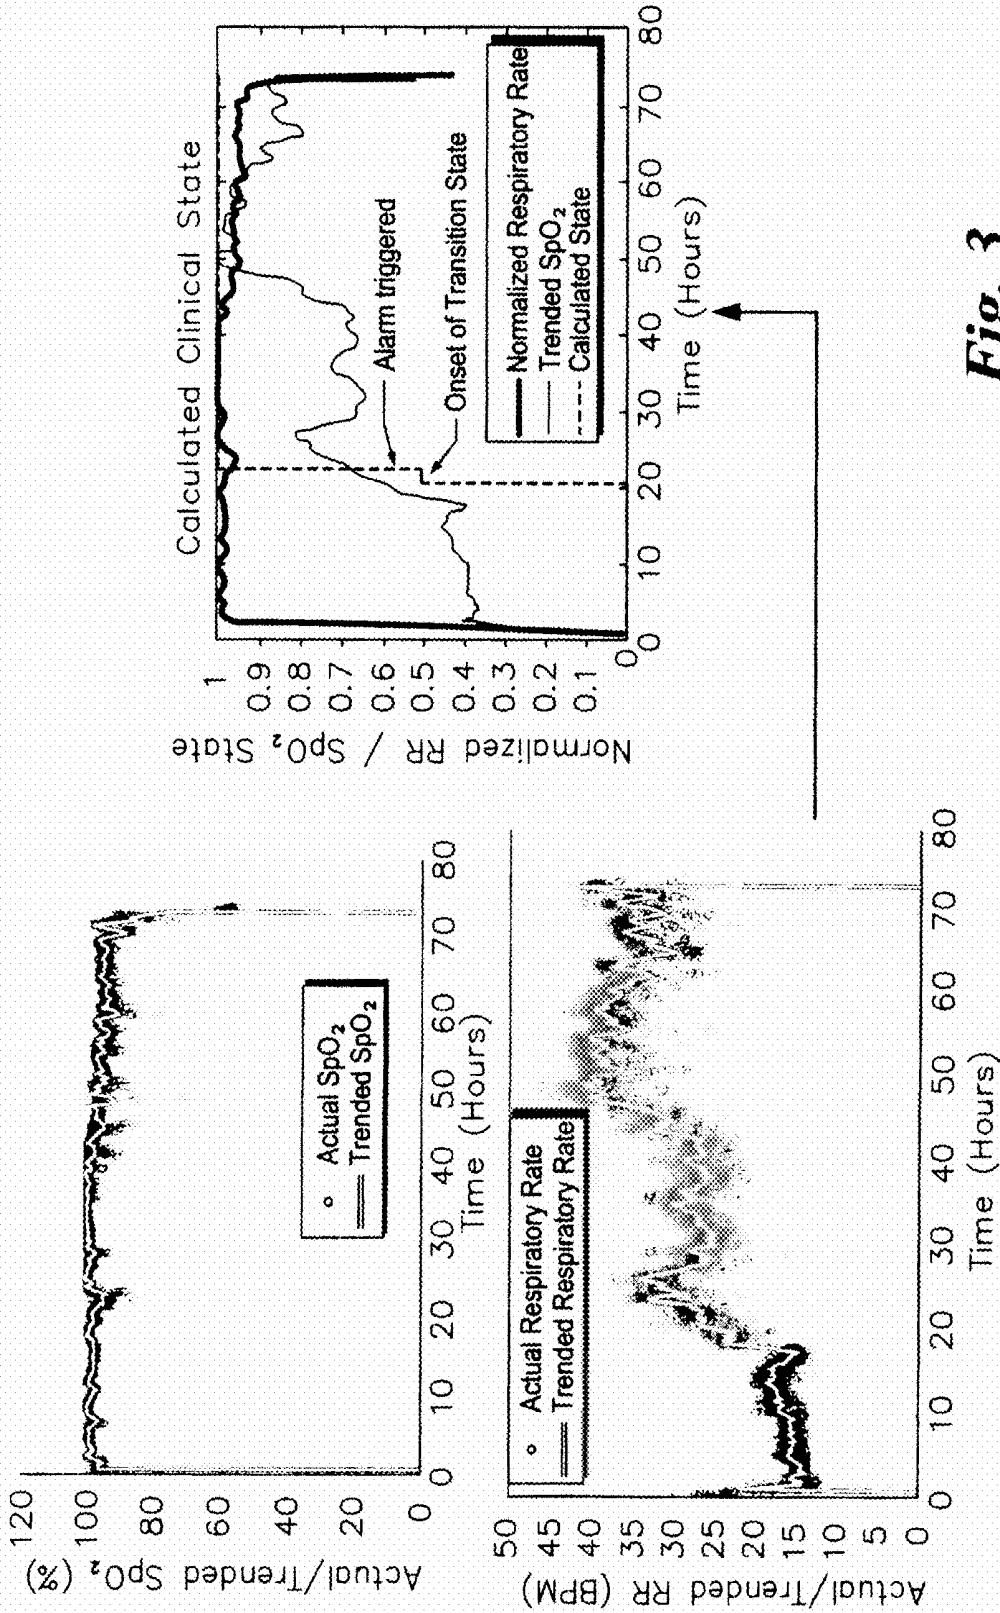 Actual/Trended SpO₂ (%)
120
100
80
60
40
20
0
0 10 20 30 40 50 60 70 80
Time (Hours)
Actual SpO₂
Trended SpO₂
Actual/Trended RR (BPM)
50
45
40
35
30
25
20
15
10
5
0
0 10 20 30 40 50 60 70 80
Time (Hours)
Actual Respiratory Rate
Trended Respiratory Rate
Calculated Clinical State
Normalized RR / SpO₂ State
1
0.9
0.8
0.7
0.6
0.5
0.4
0.3
0.2
0.1
0
0 10 20 30 40 50 60 70 80
Time (Hours)
Alarm triggered
Onset of Transition State
Normalized Respiratory Rate
Trended SpO₂
Calculated State
Fig. 3